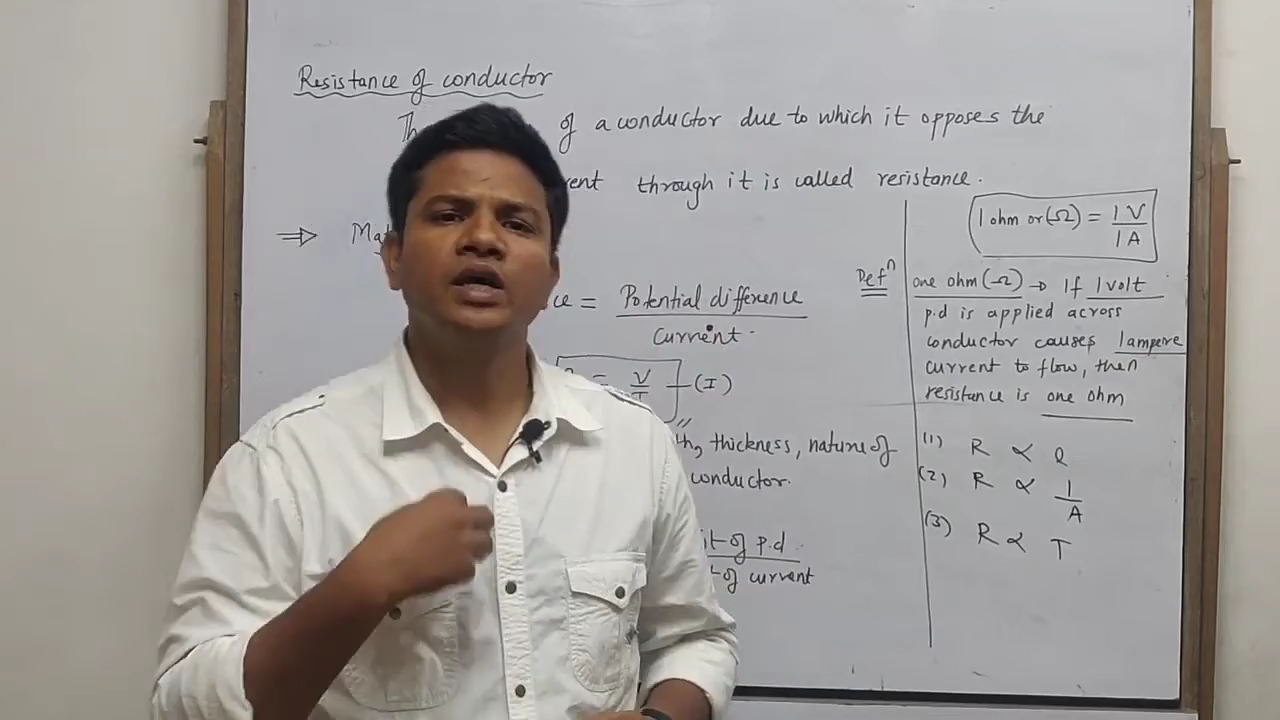 Resistance of conductor
of a conductor due to which it opposes the
through it is called resistance.
⇒
= Potential difference
Current
= V — (I)
thickness, nature of
conductor.
of p.d
of current
1 ohm or (Ω) = 1V
1A
Defⁿ
one ohm (Ω) → If 1 volt
p.d is applied across
conductor causes 1 ampere
current to flow, then
resistance is one ohm
(1) R ∝ l
(2) R ∝ 1
A
(3) R ∝ T